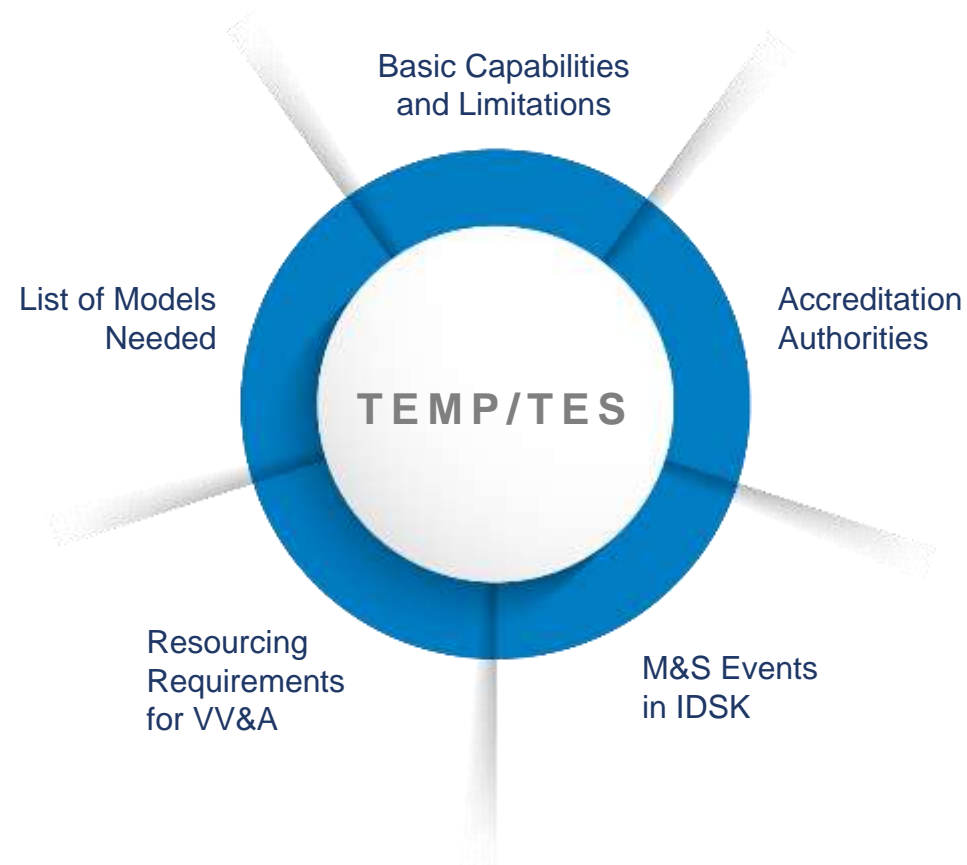 Basic Capabilities
and Limitations
List of Models
Needed
Accreditation
Authorities
TEMP/TES
Resourcing
Requirements
for VV&A
M&S Events
in IDSK